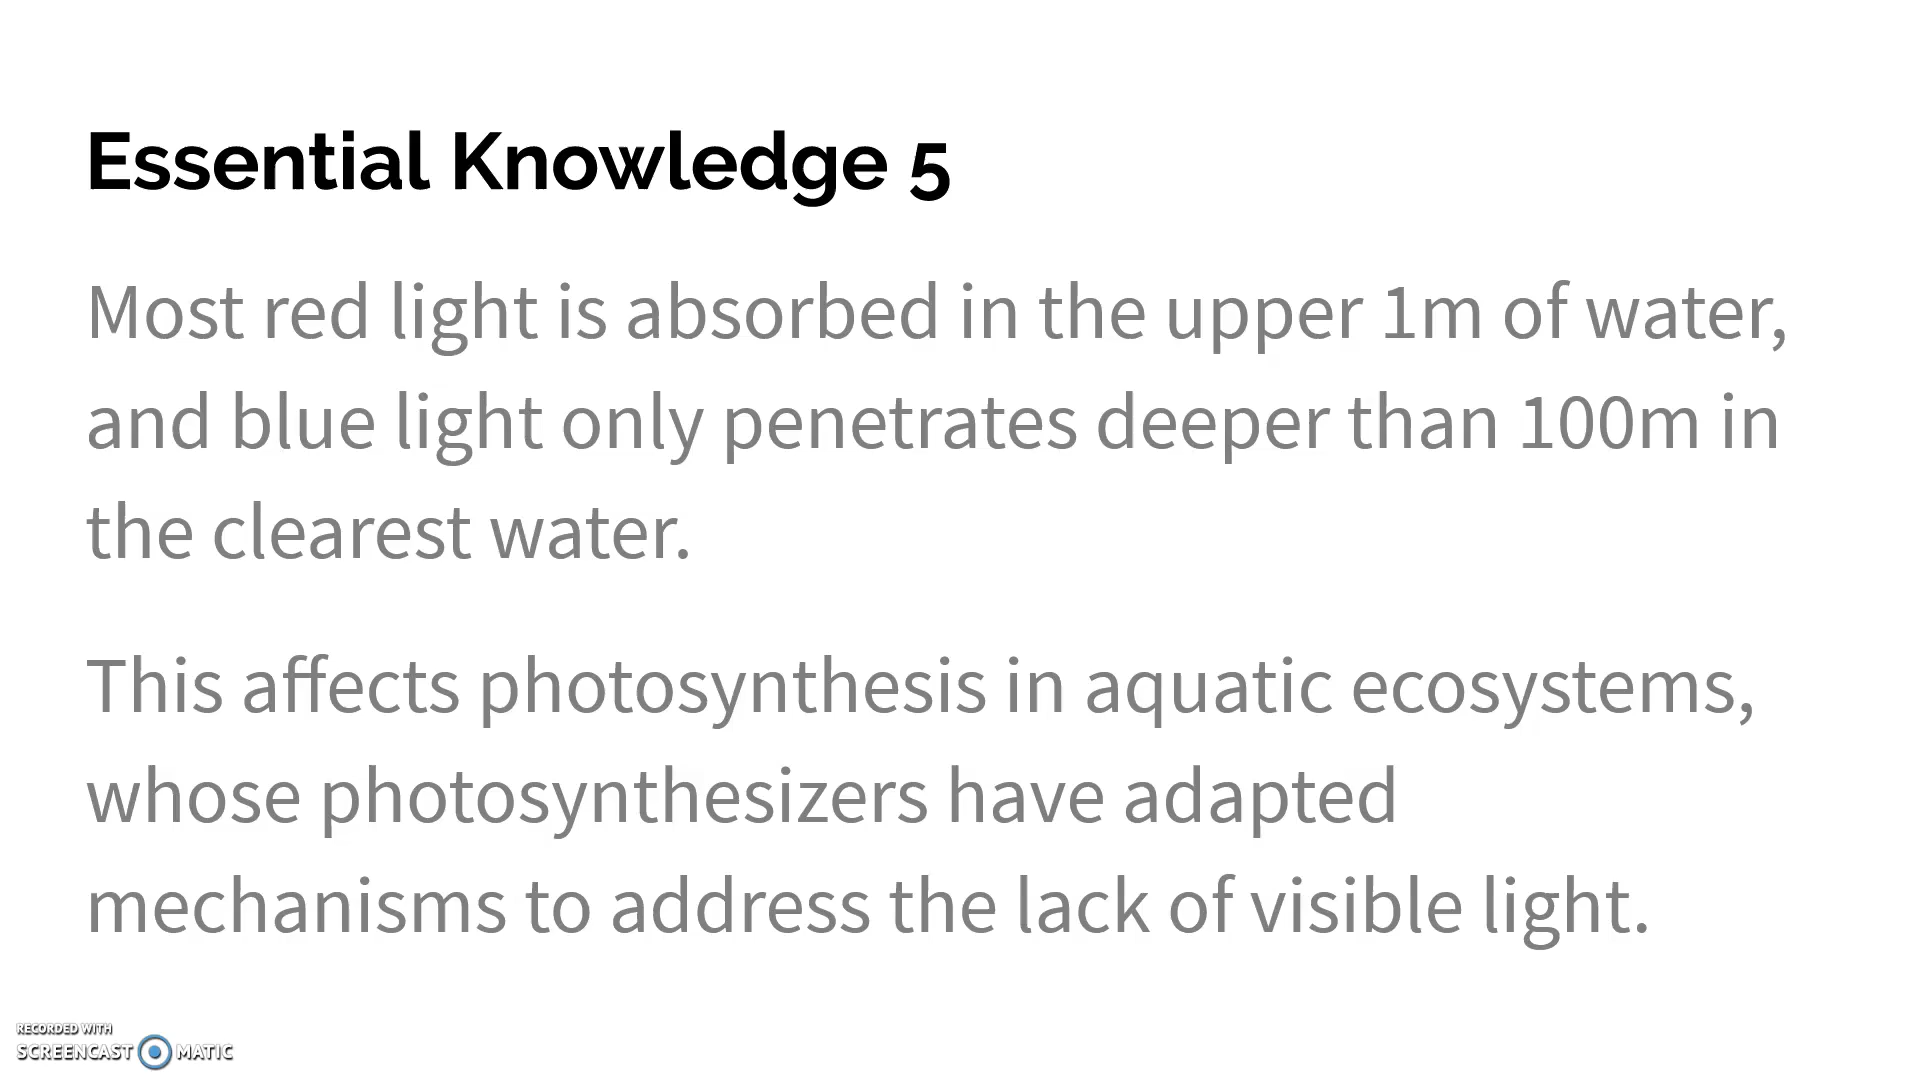 Essential Knowledge 5
Most red light is absorbed in the upper 1m of water,
and blue light only penetrates deeper than 100m in
the clearest water.
This affects photosynthesis in aquatic ecosystems,
whose photosynthesizers have adapted
mechanisms to address the lack of visible light.
RECORDED WITH
SCREENCAST MATIC